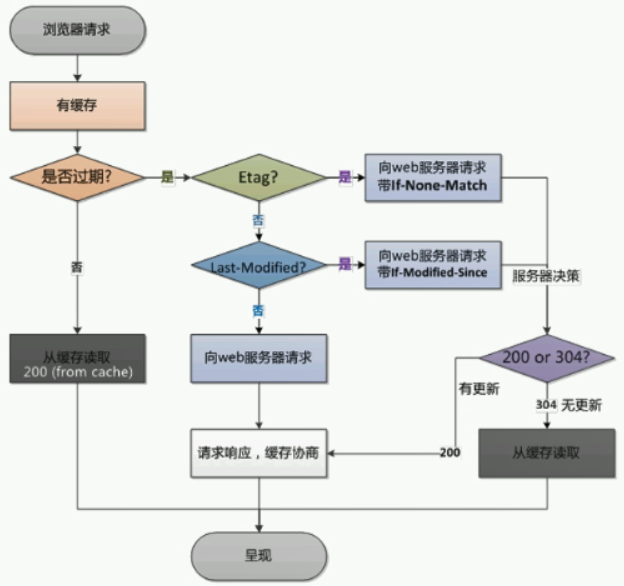 浏览器请求
有缓存
是否过期?
是
Etag?
是
向web服务器请求
带If-None-Match
否
否
Last-Modified?
是
向web服务器请求
带If-Modified-Since
服务器决策
否
从缓存读取
200 (from cache)
向web服务器请求
200 or 304?
有更新
304 无更新
请求响应，缓存协商
200
从缓存读取
呈现